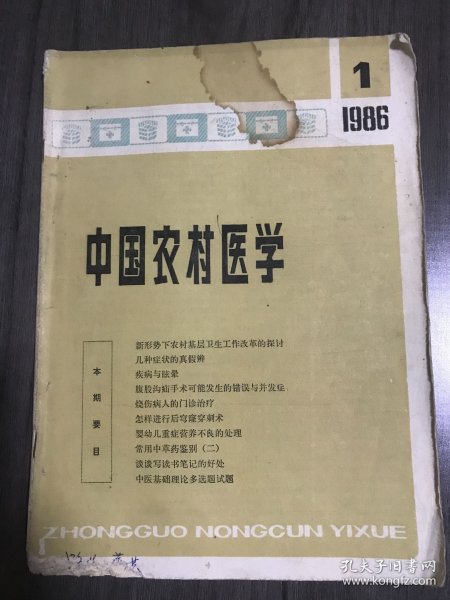 1
1986
中国农村医学
本期要目
新形势下农村基层卫生工作改革的探讨
几种症状的真假辨
疾病与眩晕
腹股沟疝手术可能发生的错误与并发症
烧伤病人的门诊治疗
怎样进行后穹窿穿刺术
婴幼儿重症营养不良的处理
常用中草药鉴别（二）
谈谈写读书笔记的好处
中医基础理论多选题试题
ZHONGGUO NONGCUN YIXUE
孔夫子旧书网